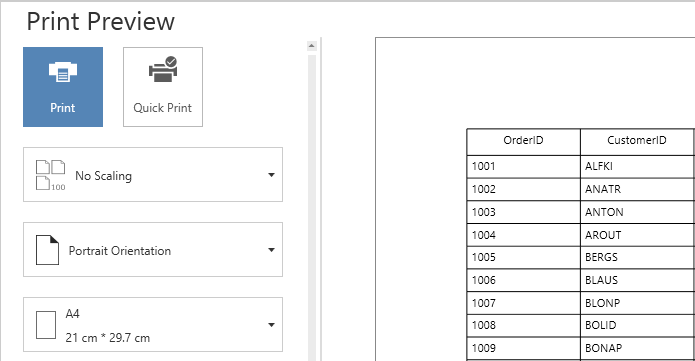 Print Preview
Print
Quick Print
100
No Scaling
Portrait Orientation
A4
21 cm * 29.7 cm
OrderID CustomerID
1001 ALFKI
1002 ANATR
1003 ANTON
1004 AROUT
1005 BERGS
1006 BLAUS
1007 BLONP
1008 BOLID
1009 BONAP